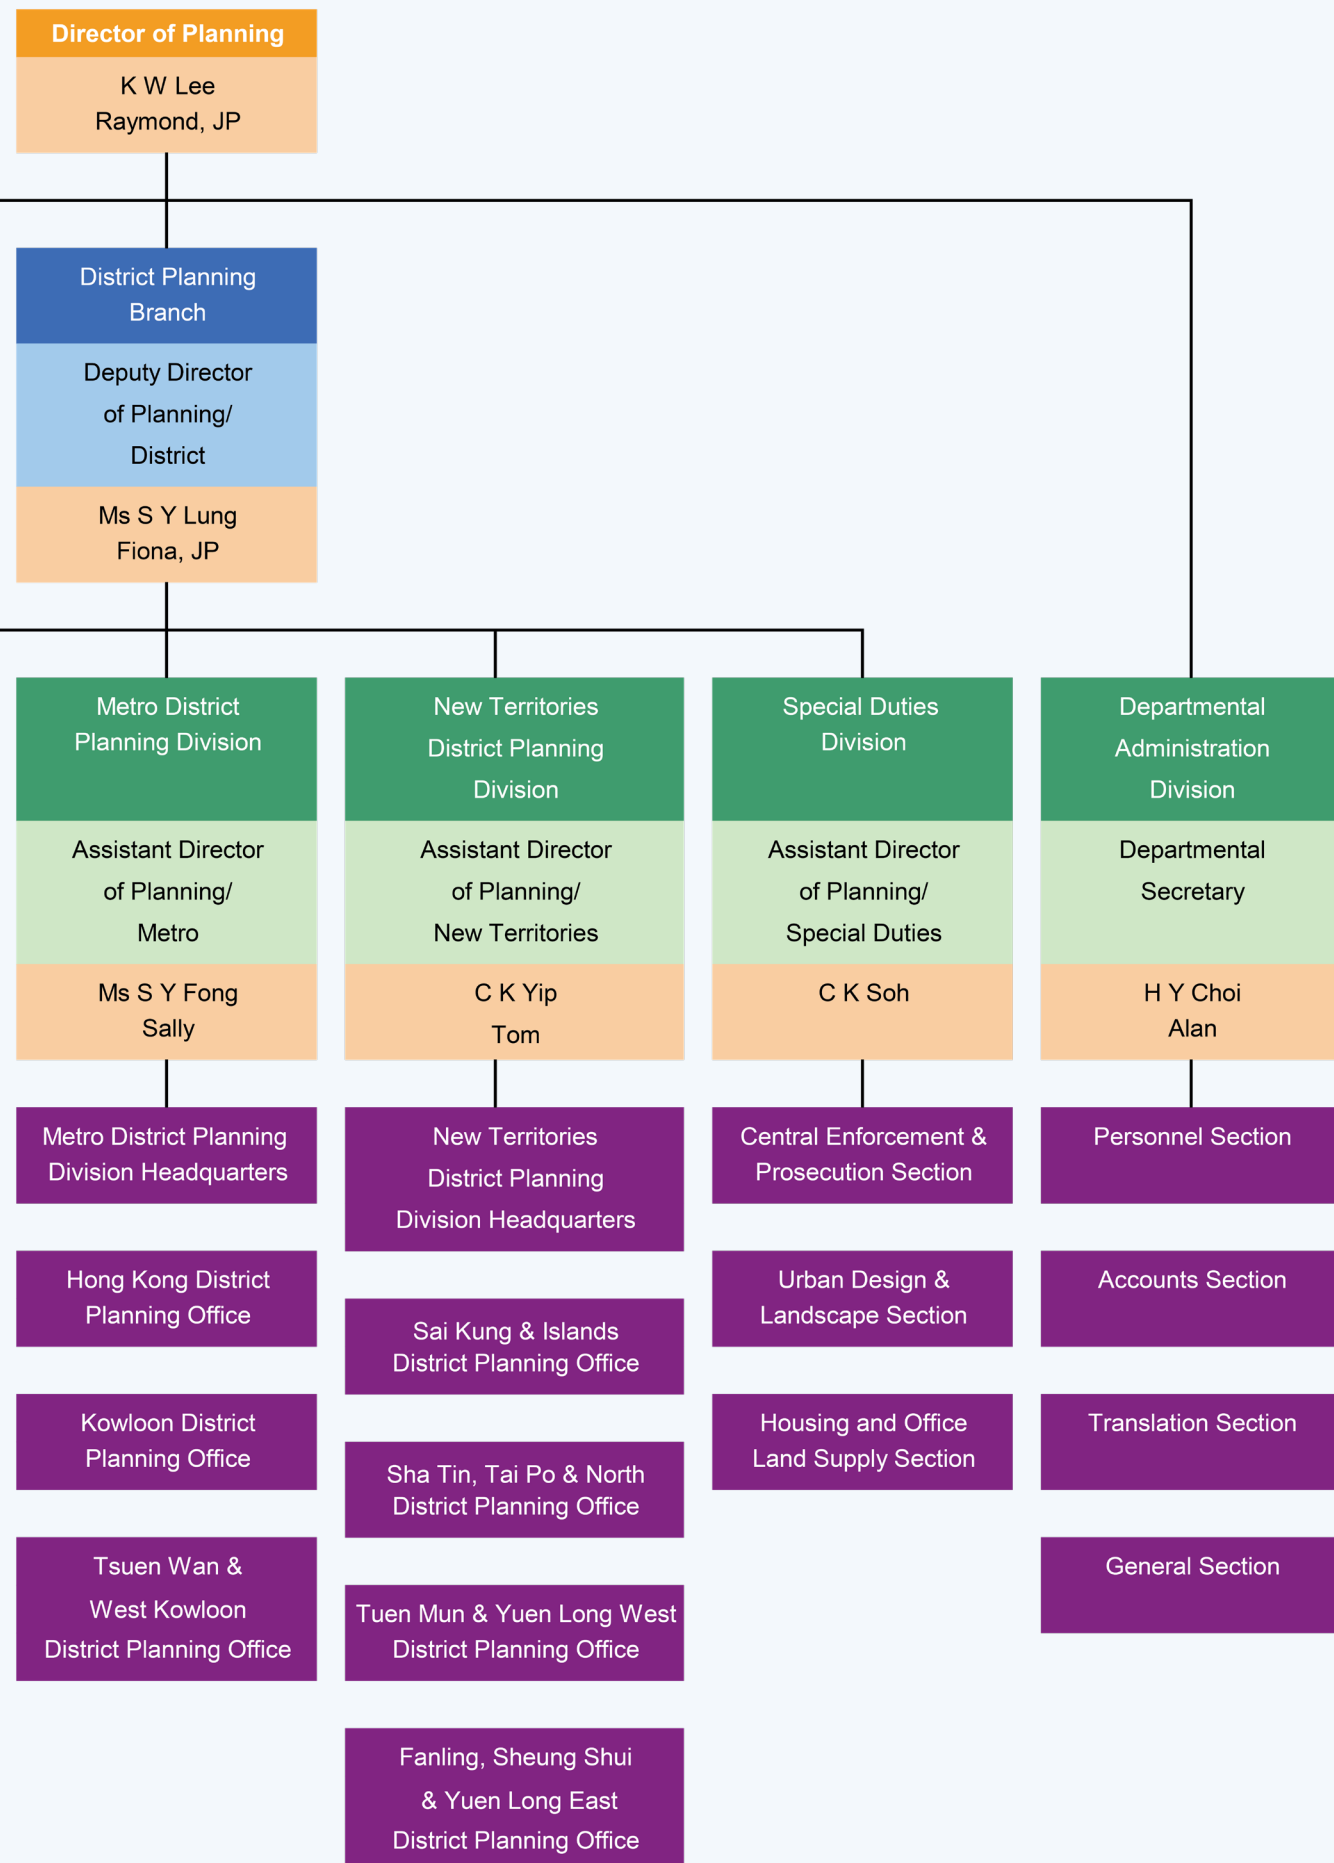 Director of Planning
K W Lee
Raymond, JP
District Planning
Branch
Deputy Director
of Planning/
District
Ms S Y Lung
Fiona, JP
Metro District
Planning Division
Assistant Director
of Planning/
Metro
Ms S Y Fong
Sally
Metro District Planning
Division Headquarters
Hong Kong District
Planning Office
Kowloon District
Planning Office
Tsuen Wan &
West Kowloon
District Planning Office
New Territories
District Planning
Division
Assistant Director
of Planning/
New Territories
C K Yip
Tom
New Territories
District Planning
Division Headquarters
Sai Kung & Islands
District Planning Office
Sha Tin, Tai Po & North
District Planning Office
Tuen Mun & Yuen Long West
District Planning Office
Fanling, Sheung Shui
& Yuen Long East
District Planning Office
Special Duties
Division
Assistant Director
of Planning/
Special Duties
C K Soh
Central Enforcement &
Prosecution Section
Urban Design &
Landscape Section
Housing and Office
Land Supply Section
Departmental
Administration
Division
Departmental
Secretary
H Y Choi
Alan
Personnel Section
Accounts Section
Translation Section
General Section